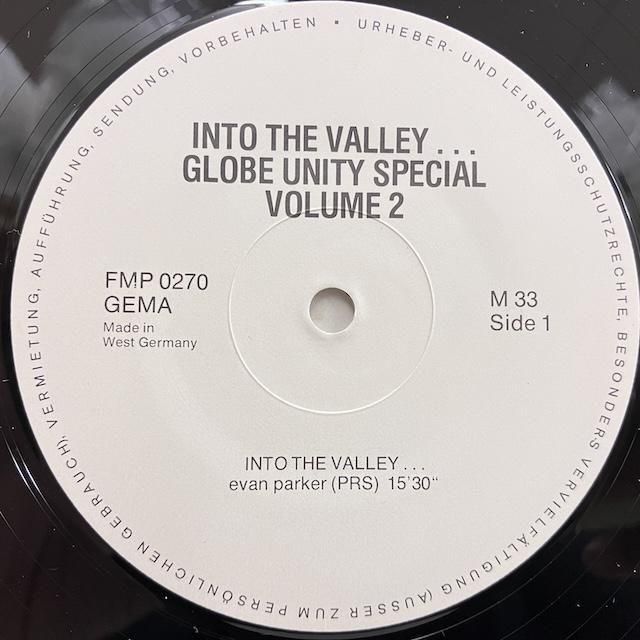 INTO THE VALLEY . . .
GLOBE UNITY SPECIAL
VOLUME 2
FMP 0270
GEMA
Made in
West Germany
M 33
Side 1
INTO THE VALLEY . . .
evan parker (PRS) 15'30"
URHEBER- UND LEISTUNGSSCHUTZRECHTE, BESONDERS VERVIELFÄLTIGUNG (AUSSER ZUM PERSÖNLICHEN GEBRAUCH), VERMIETUNG, AUFFÜHRUNG, SENDUNG, VORBEHALTEN •